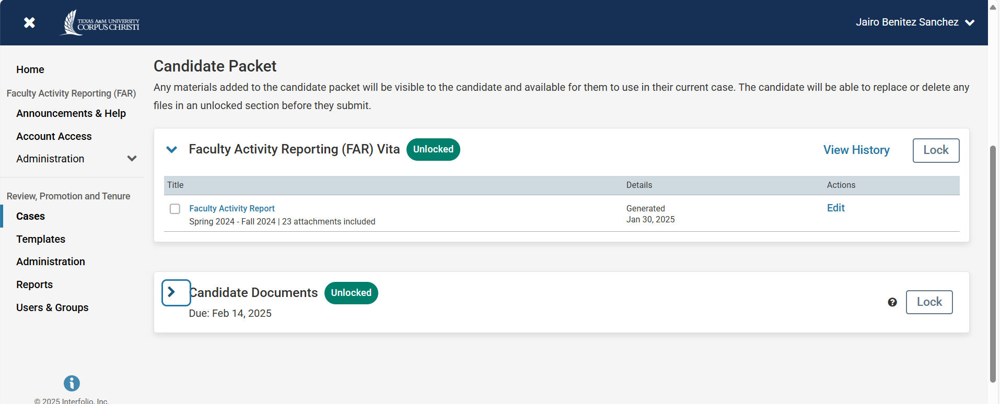 TEXAS A&M UNIVERSITY
CORPUS CHRISTI
Jairo Benitez Sanchez
Home
Faculty Activity Reporting (FAR)
Announcements & Help
Account Access
Administration
Review, Promotion and Tenure
Cases
Templates
Administration
Reports
Users & Groups
© 2025 Interfolio, Inc.
Candidate Packet
Any materials added to the candidate packet will be visible to the candidate and available for them to use in their current case. The candidate will be able to replace or delete any
files in an unlocked section before they submit.
Faculty Activity Reporting (FAR) Vita Unlocked View History Lock
Title Details Actions
Faculty Activity Report Generated Edit
Spring 2024 - Fall 2024 | 23 attachments included Jan 30, 2025
Candidate Documents Unlocked Lock
Due: Feb 14, 2025